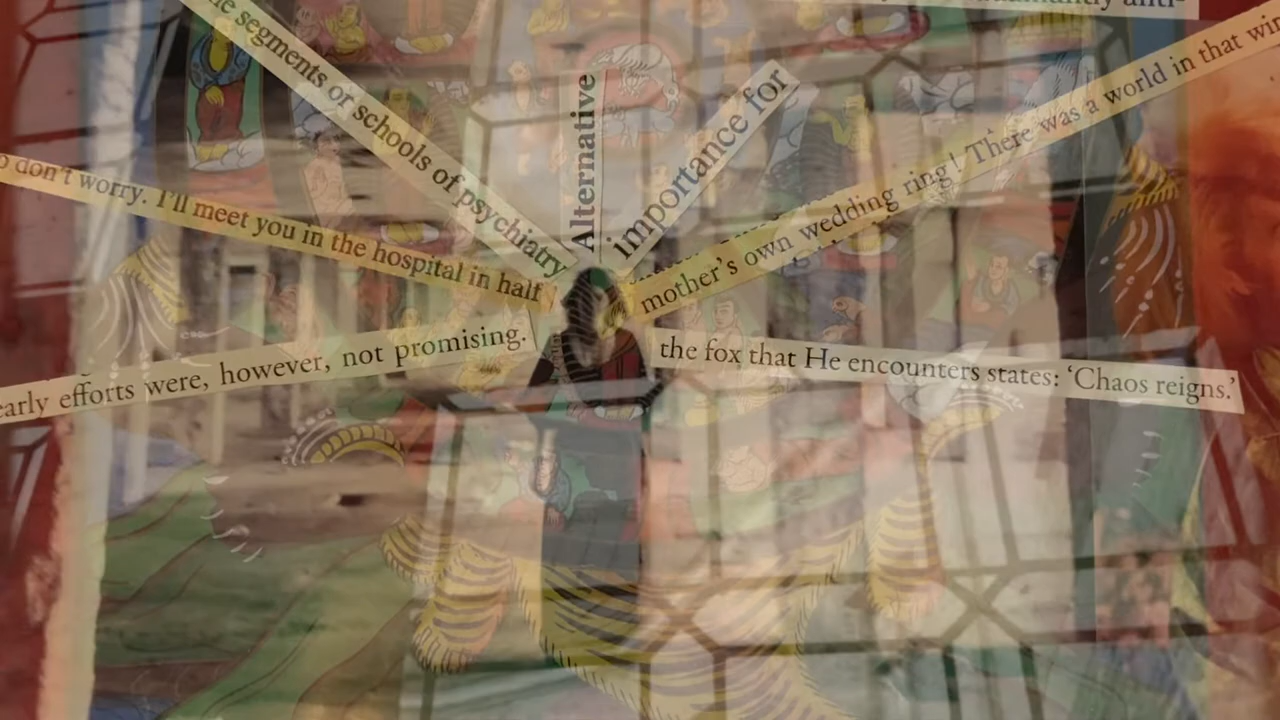 segments or schools of psychiatry
Alternative
importance for
mother's own wedding ring! There was a world in that
don't worry. I'll meet you in the hospital in half
early efforts were, however, not promising.
the fox that He encounters states: 'Chaos reigns.'